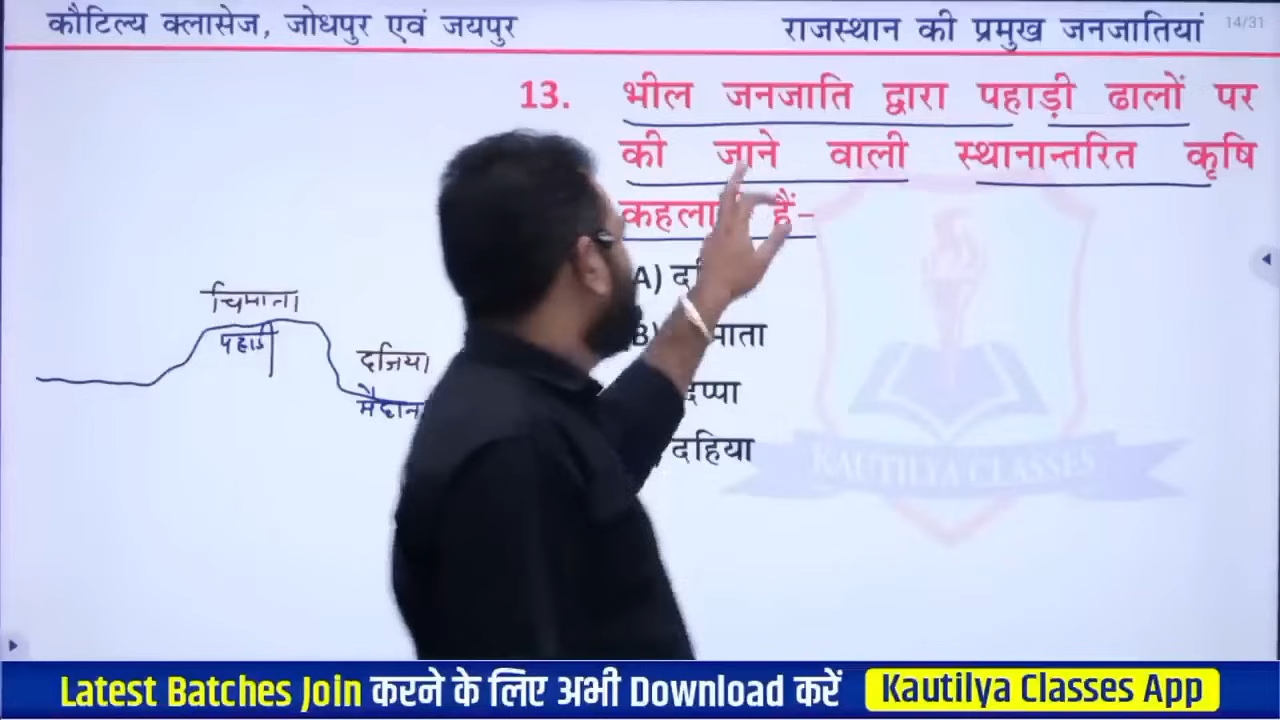 कौटिल्य क्लासेज, जोधपुर एवं जयपुर
राजस्थान की प्रमुख जनजातियां
14/31
13. भील जनजाति द्वारा पहाड़ी ढालों पर
की जाने वाली स्थानान्तरित कृषि
हैं-
चिमाता
पहाडी
दजिया
मैदान
दहिया
KAUTILYA CLASSES
Latest Batches Join करने के लिए अभी Download करें
Kautilya Classes App